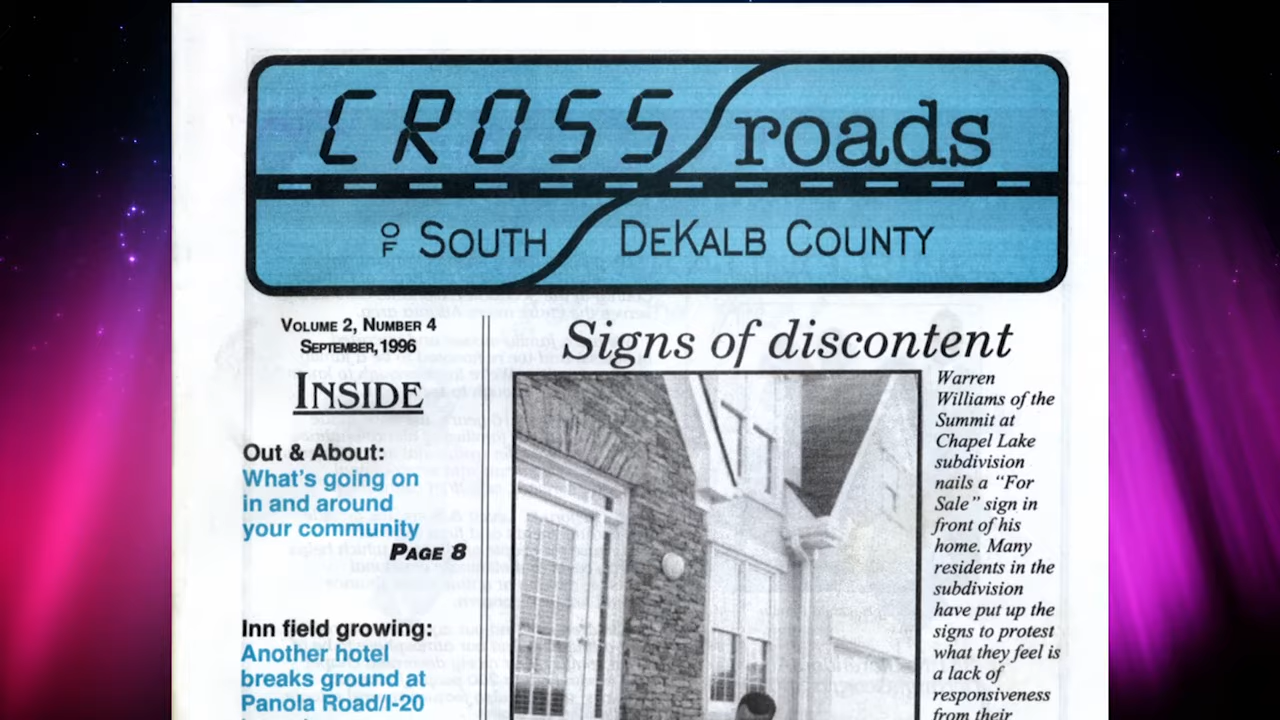 CROSSroads
OF SOUTH DEKALB COUNTY
VOLUME 2, NUMBER 4
SEPTEMBER, 1996
INSIDE
Out & About:
What's going on
in and around
your community
PAGE 8
Inn field growing:
Another hotel
breaks ground at
Panola Road/I-20
Signs of discontent
Warren
Williams of the
Summit at
Chapel Lake
subdivision
nails a "For
Sale" sign in
front of his
home. Many
residents in the
subdivision
have put up the
signs to protest
what they feel is
a lack of
responsiveness
from their